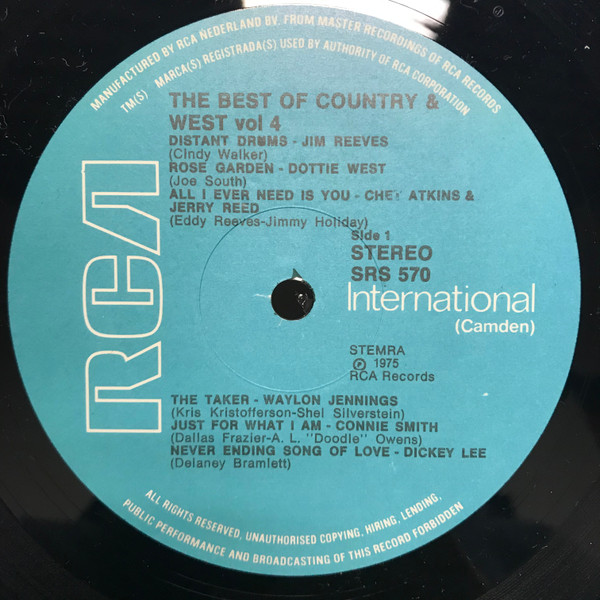 MANUFACTURED BY RCA NEDERLAND BV. FROM MASTER RECORDINGS OF RCA RECORDS
TM(S) MARCA(S) REGISTRADA(S) USED BY AUTHORITY OF RCA CORPORATION
THE BEST OF COUNTRY &
WEST vol 4
DISTANT DRUMS - JIM REEVES
(Cindy Walker)
ROSE GARDEN - DOTTIE WEST
(Joe South)
ALL I EVER NEED IS YOU - CHET ATKINS &
JERRY REED
(Eddy Reeves-Jimmy Holiday)
Side 1
STEREO
SRS 570
RCA
International
(Camden)
STEMRA
℗ 1975
RCA Records
THE TAKER - WAYLON JENNINGS
(Kris Kristofferson-Shel Silverstein)
JUST FOR WHAT I AM - CONNIE SMITH
(Dallas Frazier-A. L. "Doodle" Owens)
NEVER ENDING SONG OF LOVE - DICKEY LEE
(Delaney Bramlett)
ALL RIGHTS RESERVED, UNAUTHORISED COPYING, HIRING, LENDING,
PUBLIC PERFORMANCE AND BROADCASTING OF THIS RECORD FORBIDDEN